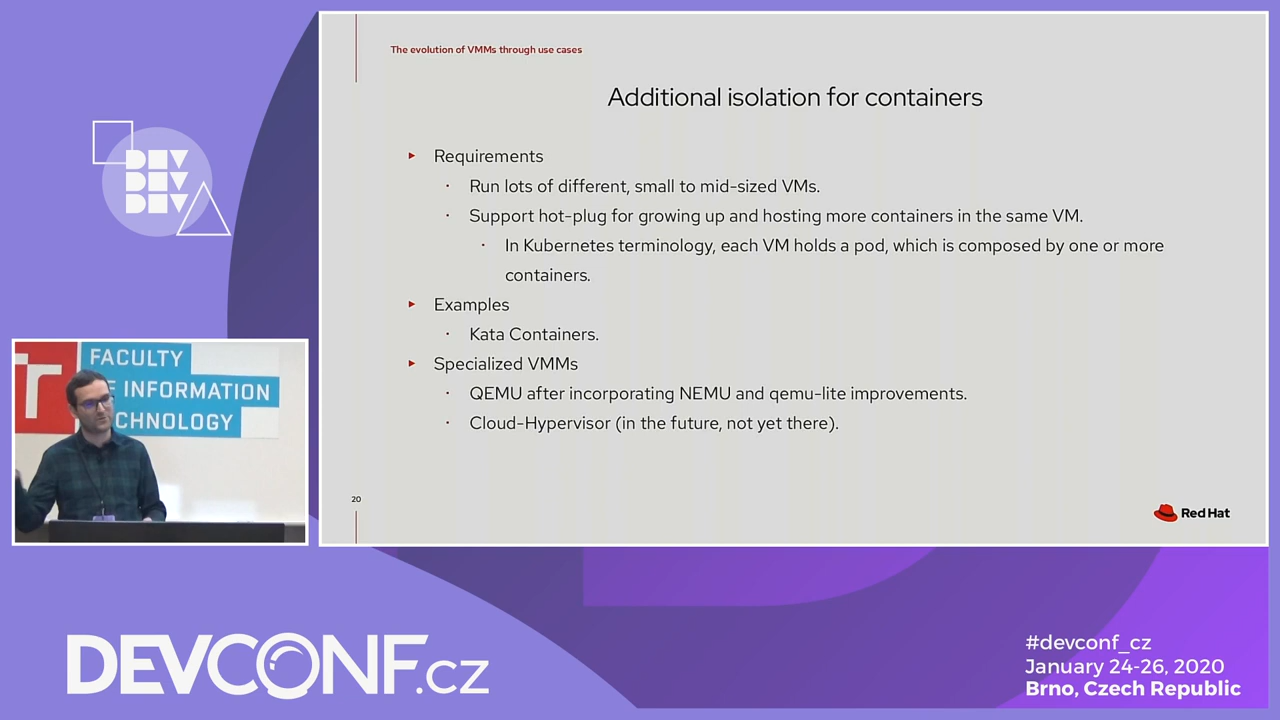 The evolution of VMMs through use cases
Additional isolation for containers
Requirements
Run lots of different, small to mid-sized VMs.
Support hot-plug for growing up and hosting more containers in the same VM.
In Kubernetes terminology, each VM holds a pod, which is composed by one or more
containers.
Examples
Kata Containers.
Specialized VMMs
QEMU after incorporating NEMU and qemu-lite improvements.
Cloud-Hypervisor (in the future, not yet there).
20
Red Hat
DEV
DEV
DEV
FACULTY
INFORMATION
CHNOLOGY
DEVCONF.cz
#devconf_cz
January 24-26, 2020
Brno, Czech Republic